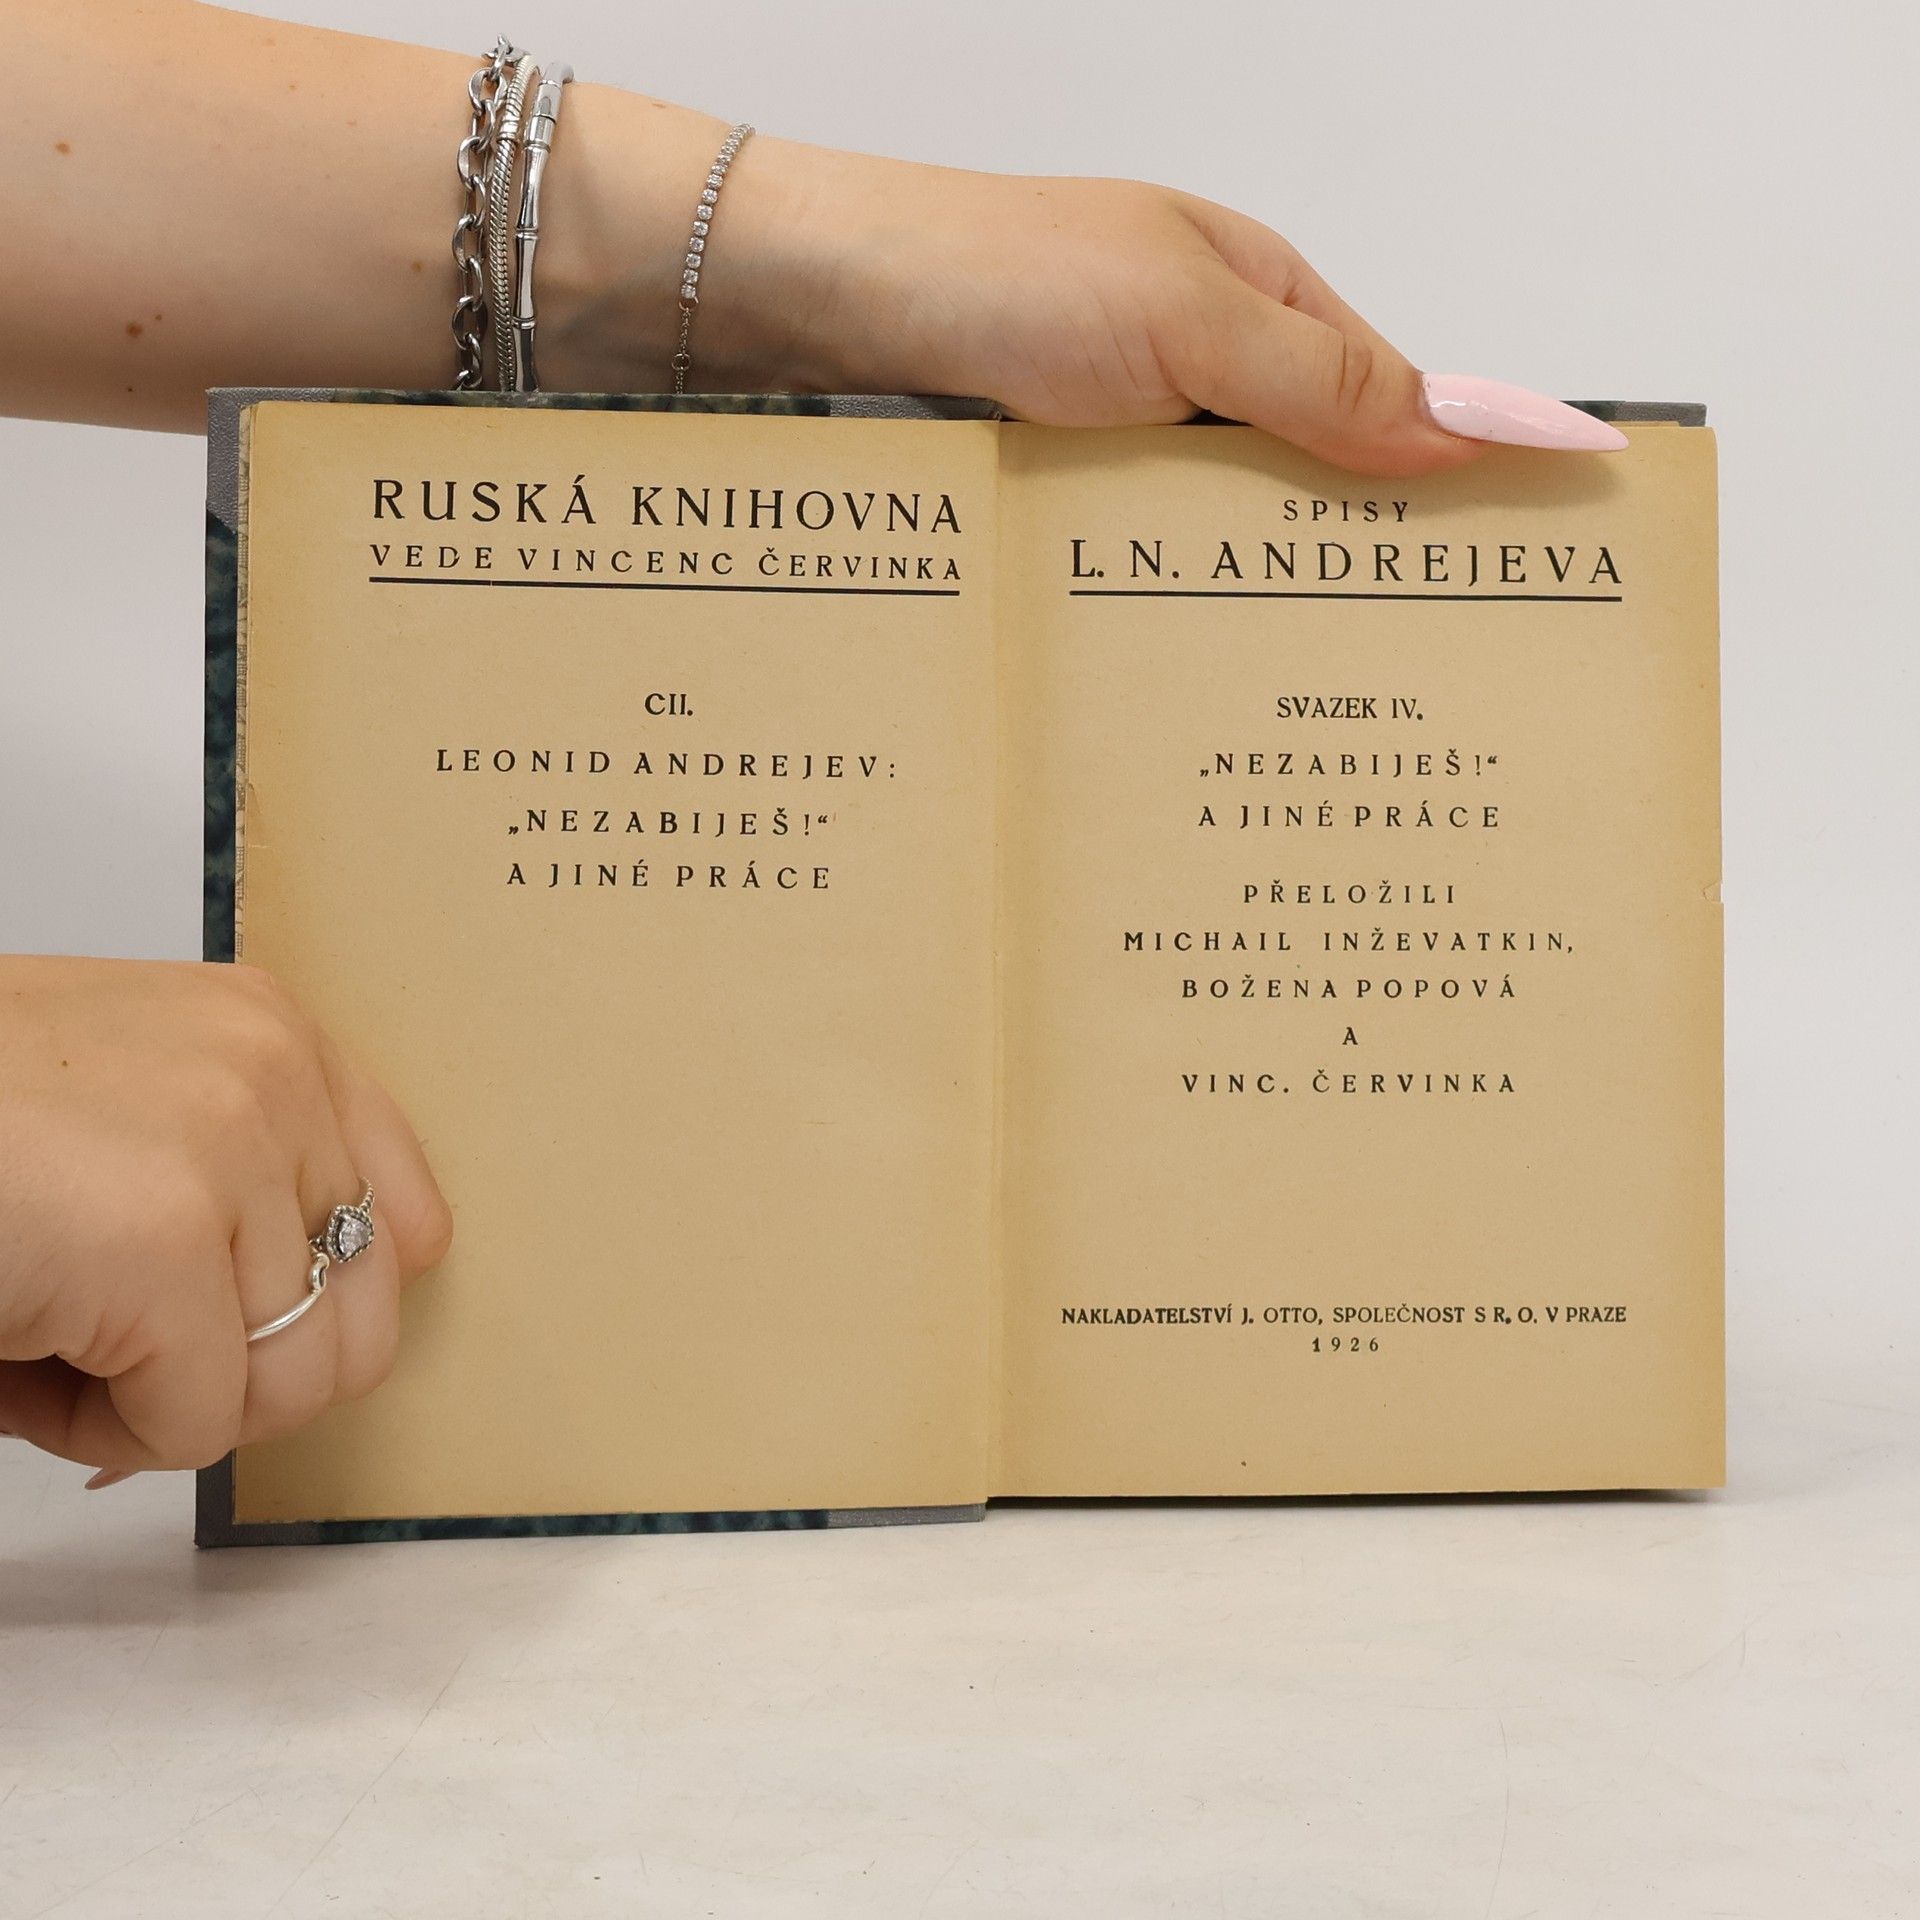 RUSKÁ KNIHOVNA
VEDE VINCENC ČERVINKA
CII.
LEONID ANDREJEV:
„NEZABIJEŠ!“
A JINÉ PRÁCE
SPISY
L. N. ANDREJEVA
SVAZEK IV.
„NEZABIJEŠ!“
A JINÉ PRÁCE
PŘELOŽILI
MICHAIL INŽEVATKIN,
BOŽENA POPOVÁ
A
VINC. ČERVINKA
NAKLADATELSTVÍ J. OTTO, SPOLEČNOST S R. O. V PRAZE
1926